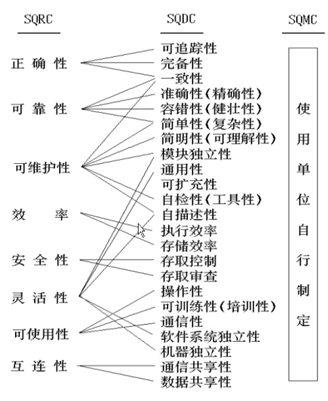 SQRC SQDC SQMC
可追踪性
正确性 完备性
一致性
准确性(精确性)
可靠性 容错性(健壮性) 使
简单性(复杂性)
简明性(可理解性) 用
模块独立性
可维护性 通用性 单
可扩充性
自检性(工具性) 位
效率 自描述性
执行效率 自
存储效率
安全性 存取控制 行
存取审查
灵活性 操作性 制
可训练性(培训性)
可使用性 通信性 定
软件系统独立性
机器独立性
互连性 通信共享性
数据共享性